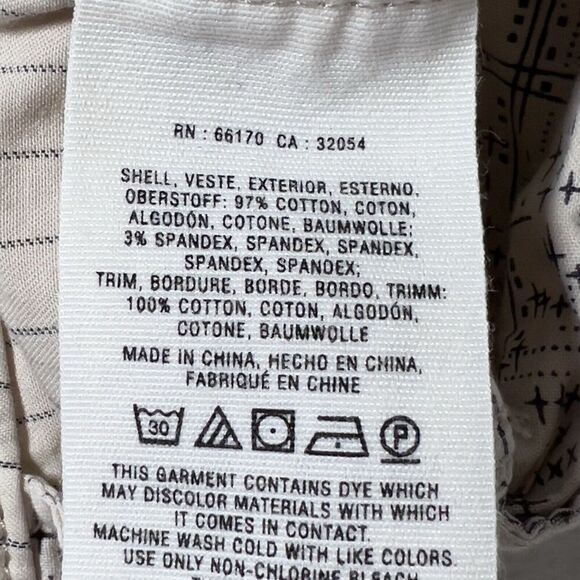 RN : 66170 CA : 32054
SHELL, VESTE, EXTERIOR, ESTERNO,
OBERSTOFF: 97% COTTON, COTON,
ALGODÓN, COTONE, BAUMWOLLE;
3% SPANDEX, SPANDEX, SPANDEX,
SPANDEX, SPANDEX;
TRIM, BORDURE, BORDE, BORDO, TRIMM:
100% COTTON, COTON, ALGODÓN,
COTONE, BAUMWOLLE
MADE IN CHINA, HECHO EN CHINA,
FABRIQUÉ EN CHINE
30 P
THIS GARMENT CONTAINS DYE WHICH
MAY DISCOLOR MATERIALS WITH WHICH
IT COMES IN CONTACT.
MACHINE WASH COLD WITH LIKE COLORS.
USE ONLY NON-CHLORINE BLEACH